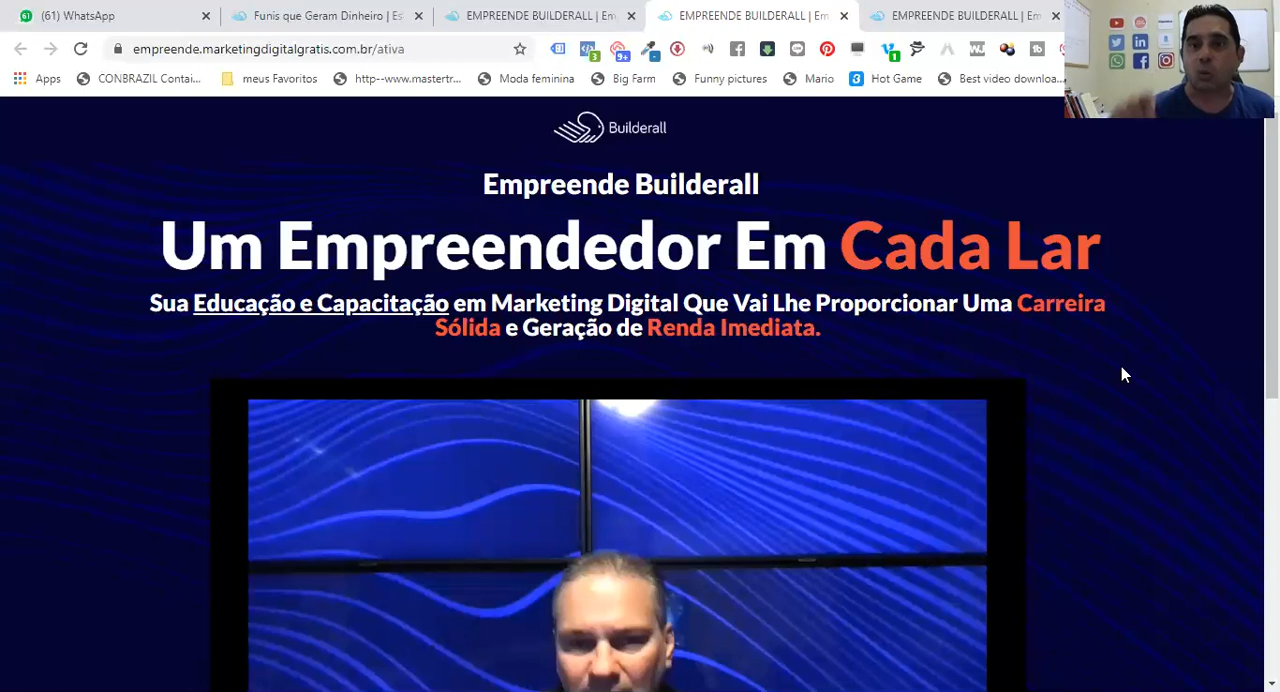 (61) WhatsApp
Funis que Geram Dinheiro | Es
EMPREENDE BUILDERALL | Em
EMPREENDE BUILDERALL | Em
EMPREENDE BUILDERALL | Em
empreende.marketingdigitalgratis.com.br/ativa
3
9+
1
Apps
CONBRAZIL Contai...
meus Favoritos
http--www.mastertr...
Moda feminina
Big Farm
Funny pictures
Mario
Hot Game
Best video downloa...
Builderall
Empreende Builderall
Um Empreendedor Em Cada Lar
Sua Educação e Capacitação em Marketing Digital Que Vai Lhe Proporcionar Uma Carreira
Sólida e Geração de Renda Imediata.